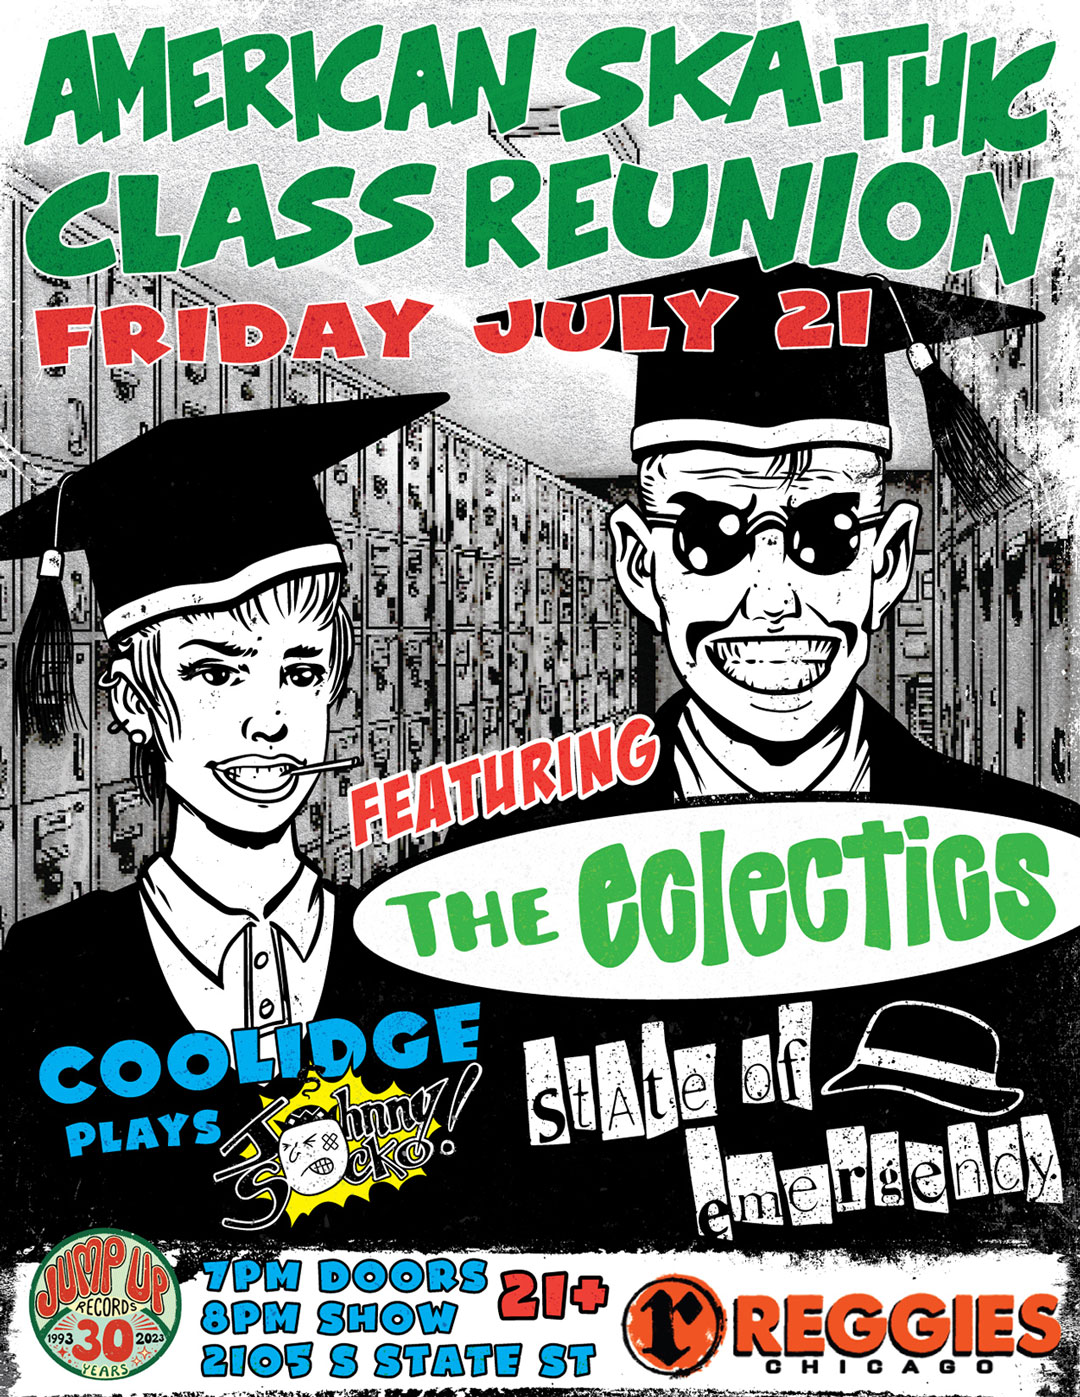 AMERICAN SKA-THIC
CLASS REUNION
FRIDAY JULY 21
FEATURING
THE eclectics
COOLIDGE
PLAYS
Johnny
Socko!
State of
emergency
JUMP UP
RECORDS
1993 30 2023
YEARS
7PM DOORS
8PM SHOW
2105 S STATE ST
21+
r REGGIES
CHICAGO